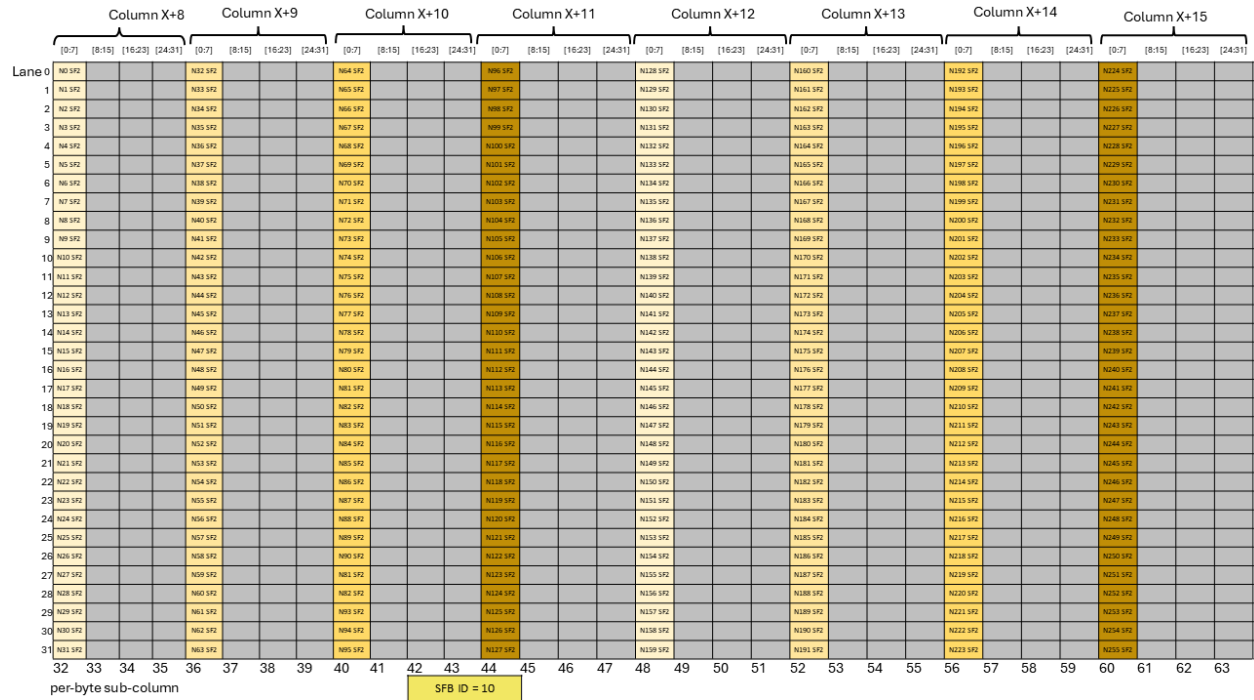 Column X+8 Column X+9 Column X+10 Column X+11 Column X+12 Column X+13 Column X+14 Column X+15
[0:7] [8:15] [16:23] [24:31] [0:7] [8:15] [16:23] [24:31] [0:7] [8:15] [16:23] [24:31] [0:7] [8:15] [16:23] [24:31] [0:7] [8:15] [16:23] [24:31] [0:7] [8:15] [16:23] [24:31] [0:7] [8:15] [16:23] [24:31] [0:7] [8:15] [16:23] [24:31]
Lane 0 N0 SF2 N32 SF2 N64 SF2 N96 SF2 N128 SF2 N160 SF2 N192 SF2 N224 SF2
1 N1 SF2 N33 SF2 N65 SF2 N97 SF2 N129 SF2 N161 SF2 N193 SF2 N225 SF2
2 N2 SF2 N34 SF2 N66 SF2 N98 SF2 N130 SF2 N162 SF2 N194 SF2 N226 SF2
3 N3 SF2 N35 SF2 N67 SF2 N99 SF2 N131 SF2 N163 SF2 N195 SF2 N227 SF2
4 N4 SF2 N36 SF2 N68 SF2 N100 SF2 N132 SF2 N164 SF2 N196 SF2 N228 SF2
5 N5 SF2 N37 SF2 N69 SF2 N101 SF2 N133 SF2 N165 SF2 N197 SF2 N229 SF2
6 N6 SF2 N38 SF2 N70 SF2 N102 SF2 N134 SF2 N166 SF2 N198 SF2 N230 SF2
7 N7 SF2 N39 SF2 N71 SF2 N103 SF2 N135 SF2 N167 SF2 N199 SF2 N231 SF2
8 N8 SF2 N40 SF2 N72 SF2 N104 SF2 N136 SF2 N168 SF2 N200 SF2 N232 SF2
9 N9 SF2 N41 SF2 N73 SF2 N105 SF2 N137 SF2 N169 SF2 N201 SF2 N233 SF2
10 N10 SF2 N42 SF2 N74 SF2 N106 SF2 N138 SF2 N170 SF2 N202 SF2 N234 SF2
11 N11 SF2 N43 SF2 N75 SF2 N107 SF2 N139 SF2 N171 SF2 N203 SF2 N235 SF2
12 N12 SF2 N44 SF2 N76 SF2 N108 SF2 N140 SF2 N172 SF2 N204 SF2 N236 SF2
13 N13 SF2 N45 SF2 N77 SF2 N109 SF2 N141 SF2 N173 SF2 N205 SF2 N237 SF2
14 N14 SF2 N46 SF2 N78 SF2 N110 SF2 N142 SF2 N174 SF2 N206 SF2 N238 SF2
15 N15 SF2 N47 SF2 N79 SF2 N111 SF2 N143 SF2 N175 SF2 N207 SF2 N239 SF2
16 N16 SF2 N48 SF2 N80 SF2 N112 SF2 N144 SF2 N176 SF2 N208 SF2 N240 SF2
17 N17 SF2 N49 SF2 N81 SF2 N113 SF2 N145 SF2 N177 SF2 N209 SF2 N241 SF2
18 N18 SF2 N50 SF2 N82 SF2 N114 SF2 N146 SF2 N178 SF2 N210 SF2 N242 SF2
19 N19 SF2 N51 SF2 N83 SF2 N115 SF2 N147 SF2 N179 SF2 N211 SF2 N243 SF2
20 N20 SF2 N52 SF2 N84 SF2 N116 SF2 N148 SF2 N180 SF2 N212 SF2 N244 SF2
21 N21 SF2 N53 SF2 N85 SF2 N117 SF2 N149 SF2 N181 SF2 N213 SF2 N245 SF2
22 N22 SF2 N54 SF2 N86 SF2 N118 SF2 N150 SF2 N182 SF2 N214 SF2 N246 SF2
23 N23 SF2 N55 SF2 N87 SF2 N119 SF2 N151 SF2 N183 SF2 N215 SF2 N247 SF2
24 N24 SF2 N56 SF2 N88 SF2 N120 SF2 N152 SF2 N184 SF2 N216 SF2 N248 SF2
25 N25 SF2 N57 SF2 N89 SF2 N121 SF2 N153 SF2 N185 SF2 N217 SF2 N249 SF2
26 N26 SF2 N58 SF2 N90 SF2 N122 SF2 N154 SF2 N186 SF2 N218 SF2 N250 SF2
27 N27 SF2 N59 SF2 N81 SF2 N123 SF2 N155 SF2 N187 SF2 N219 SF2 N251 SF2
28 N28 SF2 N60 SF2 N82 SF2 N124 SF2 N156 SF2 N188 SF2 N220 SF2 N252 SF2
29 N29 SF2 N61 SF2 N93 SF2 N125 SF2 N157 SF2 N189 SF2 N221 SF2 N253 SF2
30 N30 SF2 N62 SF2 N94 SF2 N126 SF2 N158 SF2 N190 SF2 N222 SF2 N254 SF2
31 N31 SF2 N63 SF2 N95 SF2 N127 SF2 N159 SF2 N191 SF2 N223 SF2 N255 SF2
32 33 34 35 36 37 38 39 40 41 42 43 44 45 46 47 48 49 50 51 52 53 54 55 56 57 58 59 60 61 62 63
per-byte sub-column SFB ID = 10